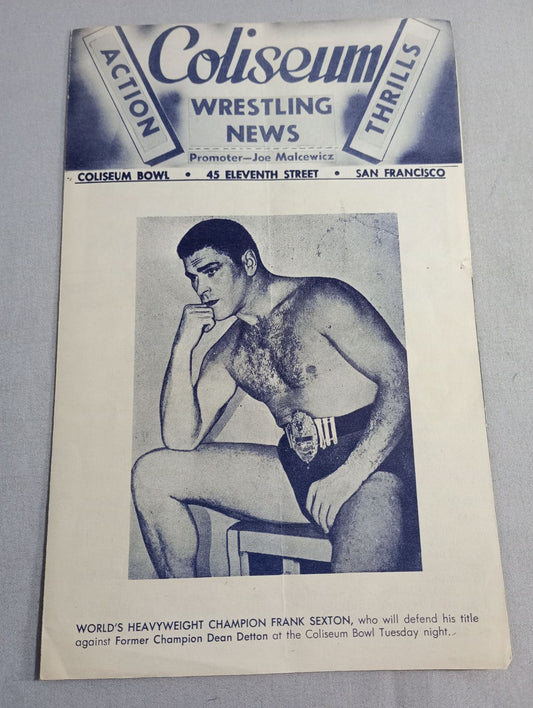 ACTION
Coliseum
THRILLS
WRESTLING
NEWS
Promoter—Joe Malcewicz
COLISEUM BOWL • 45 ELEVENTH STREET • SAN FRANCISCO
WORLD'S HEAVYWEIGHT CHAMPION FRANK SEXTON, who will defend his title
against Former Champion Dean Detton at the Coliseum Bowl Tuesday night..